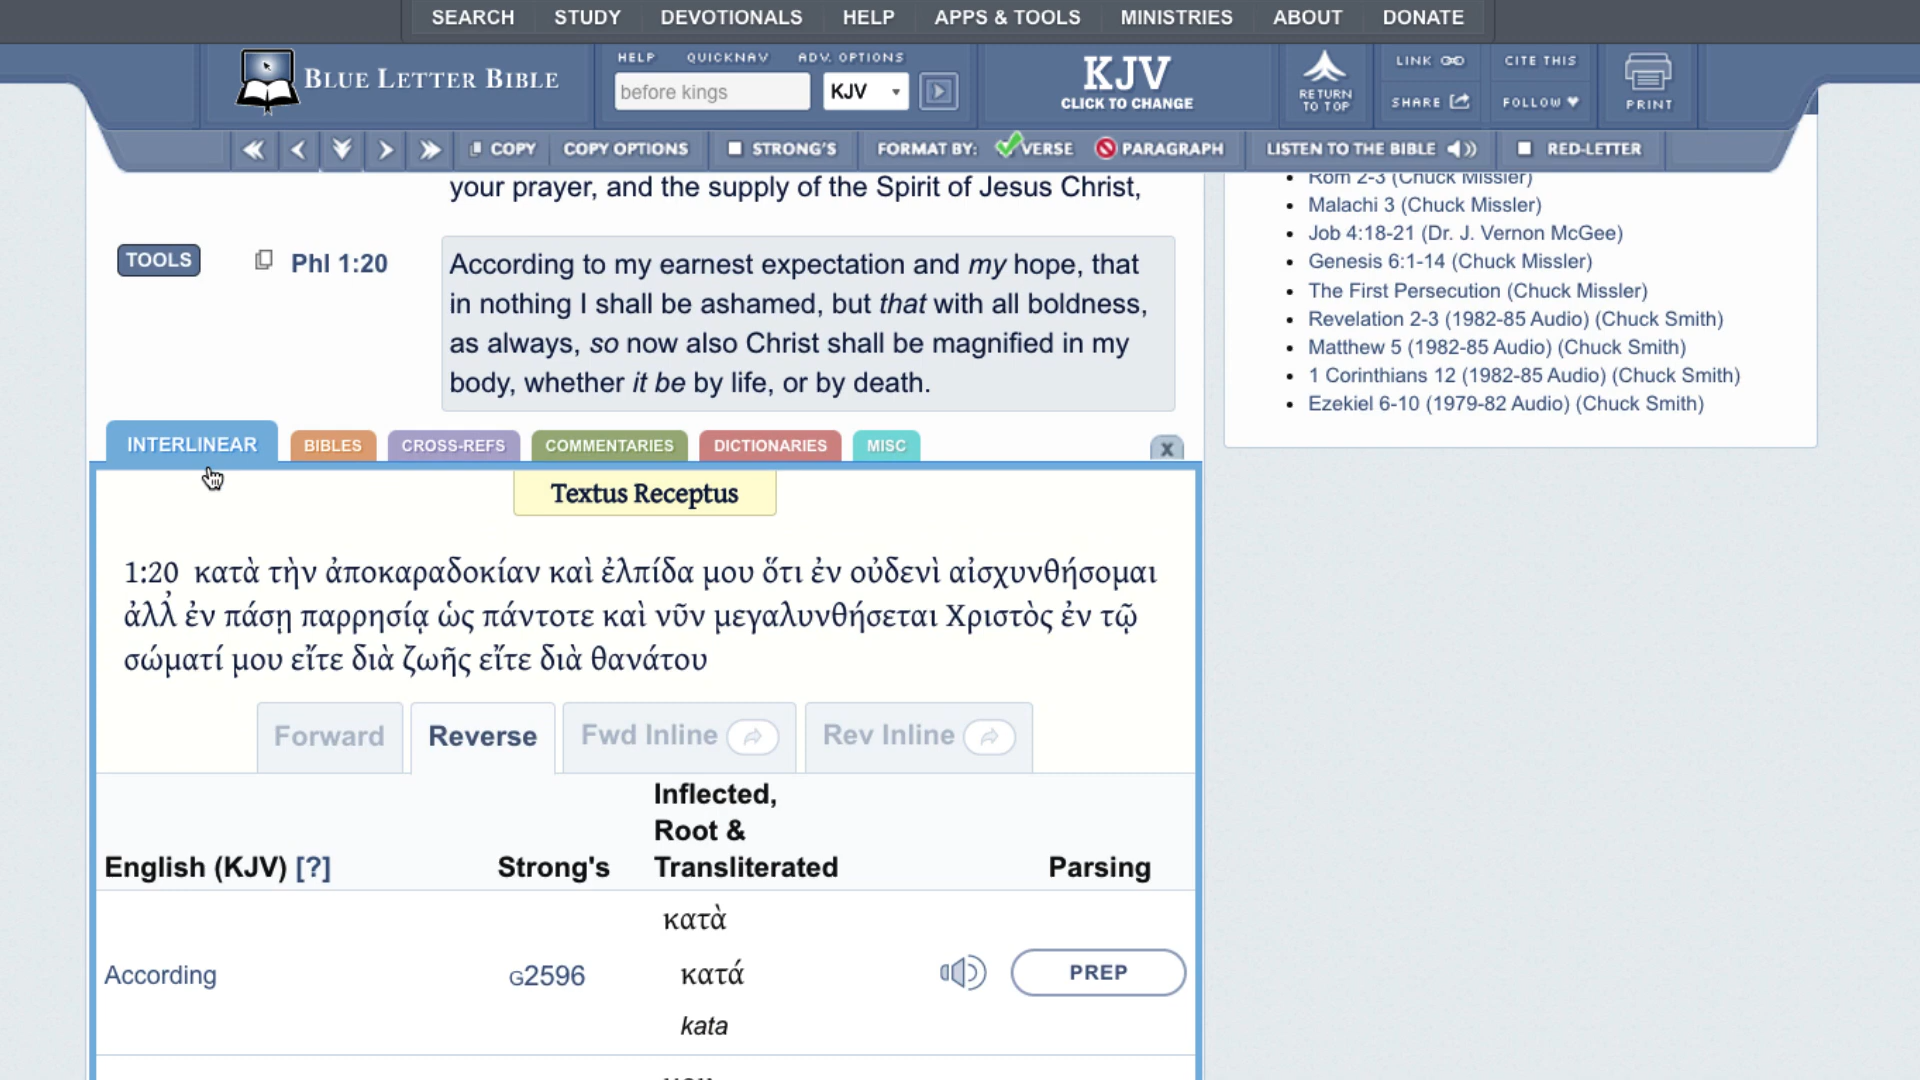 SEARCH STUDY DEVOTIONALS HELP APPS & TOOLS MINISTRIES ABOUT DONATE
BLUE LETTER BIBLE
HELP QUICKNAV ADV. OPTIONS
before kings KJV
KJV
CLICK TO CHANGE
RETURN
TO TOP
LINK CITE THIS
SHARE FOLLOW
PRINT
COPY COPY OPTIONS STRONG'S FORMAT BY: VERSE PARAGRAPH LISTEN TO THE BIBLE RED-LETTER
your prayer, and the supply of the Spirit of Jesus Christ,
TOOLS Phl 1:20
According to my earnest expectation and my hope, that
in nothing I shall be ashamed, but that with all boldness,
as always, so now also Christ shall be magnified in my
body, whether it be by life, or by death.
• Rom 2-3 (Chuck Missler)
• Malachi 3 (Chuck Missler)
• Job 4:18-21 (Dr. J. Vernon McGee)
• Genesis 6:1-14 (Chuck Missler)
• The First Persecution (Chuck Missler)
• Revelation 2-3 (1982-85 Audio) (Chuck Smith)
• Matthew 5 (1982-85 Audio) (Chuck Smith)
• 1 Corinthians 12 (1982-85 Audio) (Chuck Smith)
• Ezekiel 6-10 (1979-82 Audio) (Chuck Smith)
INTERLINEAR BIBLES CROSS-REFS COMMENTARIES DICTIONARIES MISC X
Textus Receptus
1:20 κατὰ τὴν ἀποκαραδοκίαν καὶ ἐλπίδα μου ὅτι ἐν οὐδενὶ αἰσχυνθήσομαι
ἀλλ̓ ἐν πάσῃ παρρησίᾳ ὡς πάντοτε καὶ νῦν μεγαλυνθήσεται Χριστὸς ἐν τῷ
σώματί μου εἴτε διὰ ζωῆς εἴτε διὰ θανάτου
Forward Reverse Fwd Inline Rev Inline
English (KJV) [?] Strong's
Inflected,
Root &
Transliterated
Parsing
According G2596
κατὰ
κατά
kata
PREP